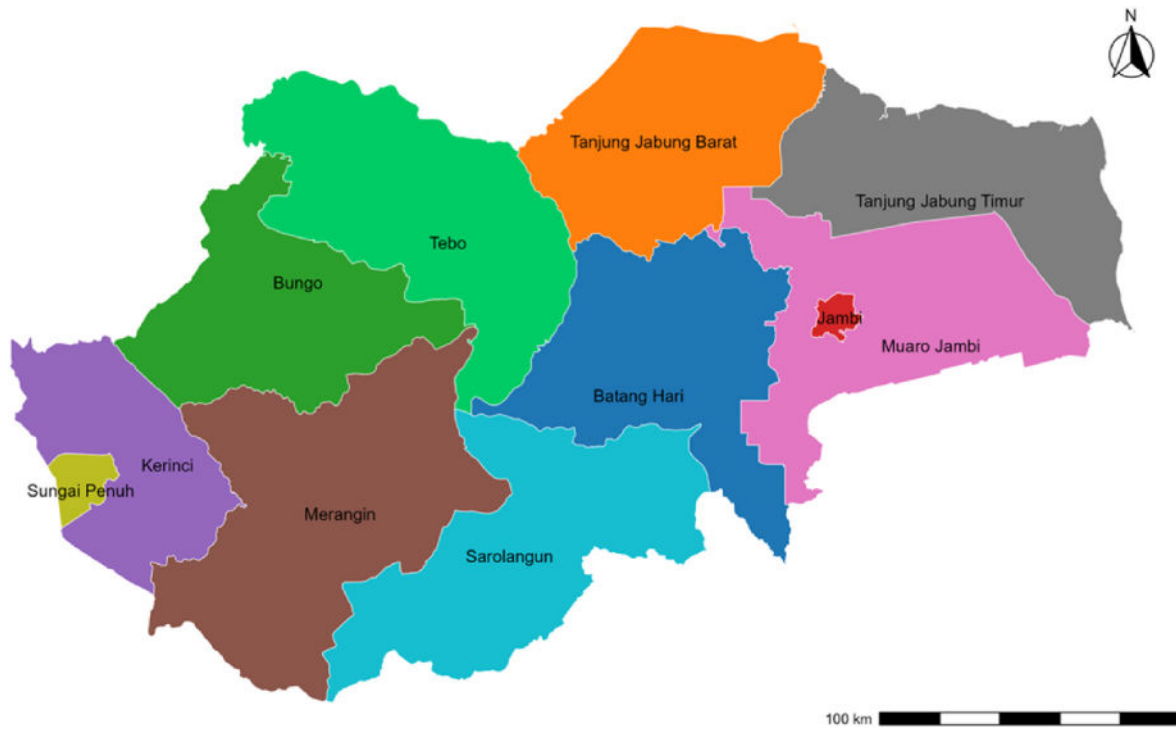 N
Tanjung Jabung Barat
Tanjung Jabung Timur
Tebo
Bungo
Jambi
Muaro Jambi
Batang Hari
Kerinci
Sungai Penuh
Merangin
Sarolangun
100 km